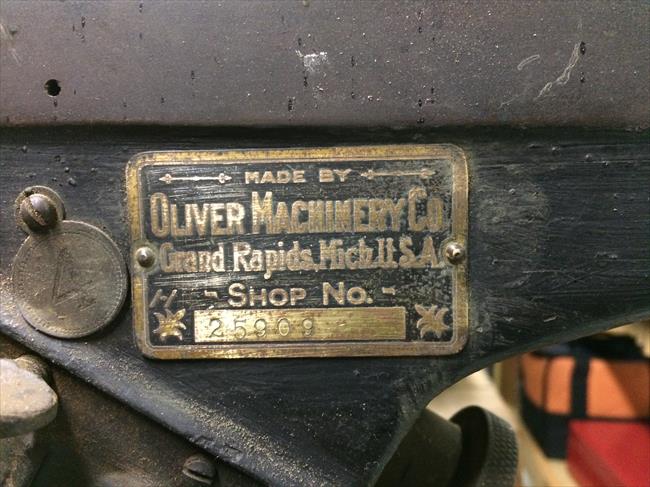 MADE BY
OLIVER MACHINERY CO
Grand Rapids, Mich. U.S.A.
- SHOP NO. -
25909